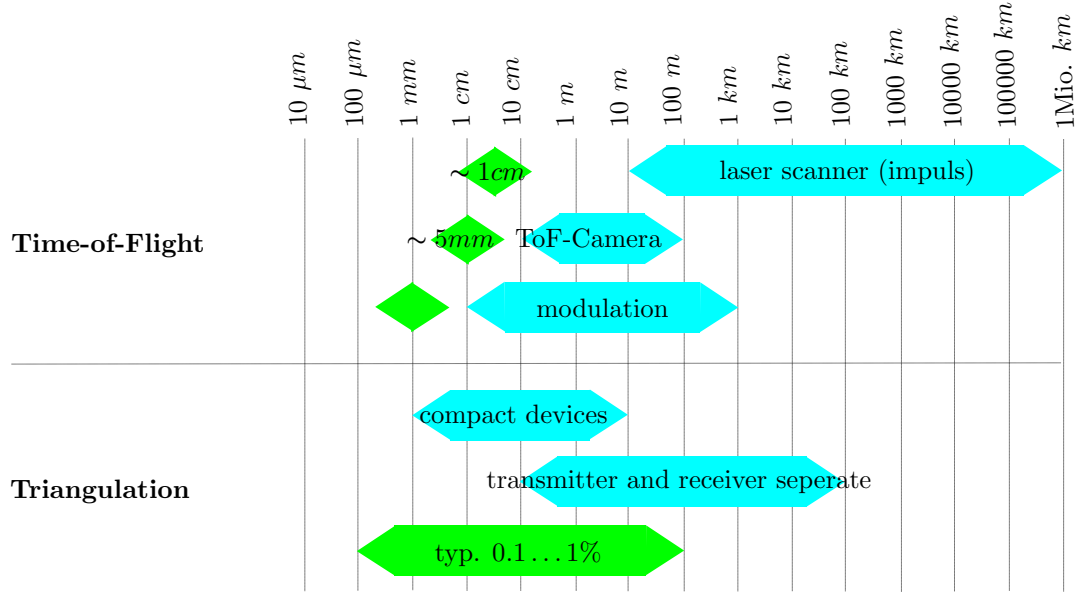 10 μm
100 μm
1 mm
1 cm
10 cm
1 m
10 m
100 m
1 km
10 km
100 km
1000 km
10000 km
100000 km
1Mio. km
∼ 1cm
laser scanner (impuls)
Time-of-Flight
∼ 5mm
ToF-Camera
modulation
compact devices
Triangulation
transmitter and receiver seperate
typ. 0.1…1%